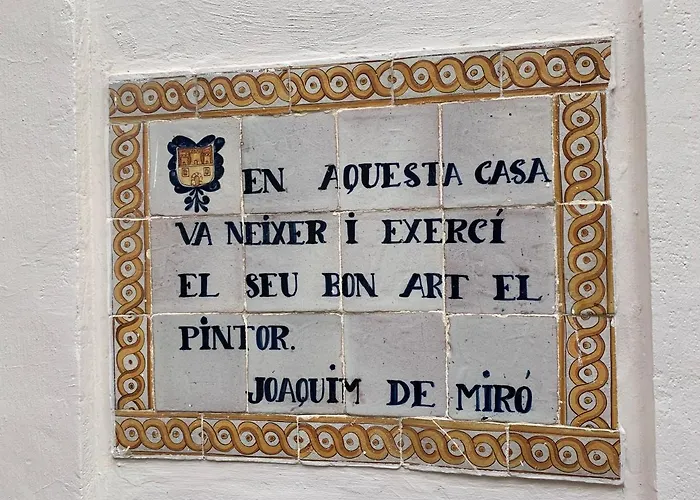 EN AQUESTA CASA
VA NEIXER I EXERCÍ
EL SEU BON ART EL
PINTOR.
JOAQUIM DE MIRÓ